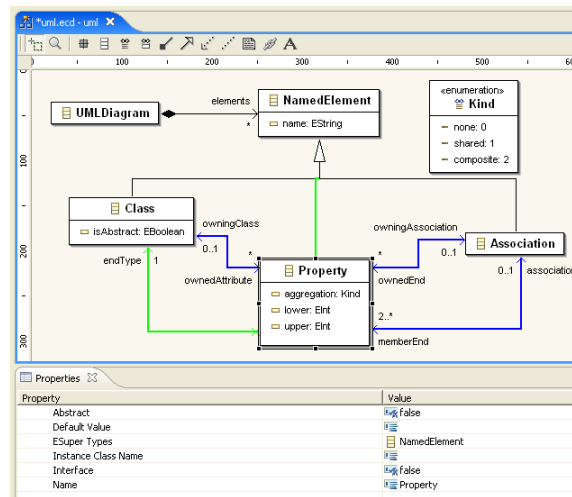 *uml.ecd - uml
0 100 200 300 400 500 600
0
100
200
300
UMLDiagram
elements
*
NamedElement
name: EString
«enumeration»
Kind
none: 0
shared: 1
composite: 2
Class
isAbstract: EBoolean
owningClass
0..1
*
ownedAttribute
endType
1
Property
aggregation: Kind
lower: EInt
upper: EInt
owningAssociation
*
0..1
ownedEnd
Association
0..1
association
2..*
memberEnd
Properties
Property Value
Abstract false
Default Value
ESuper Types NamedElement
Instance Class Name
Interface false
Name Property